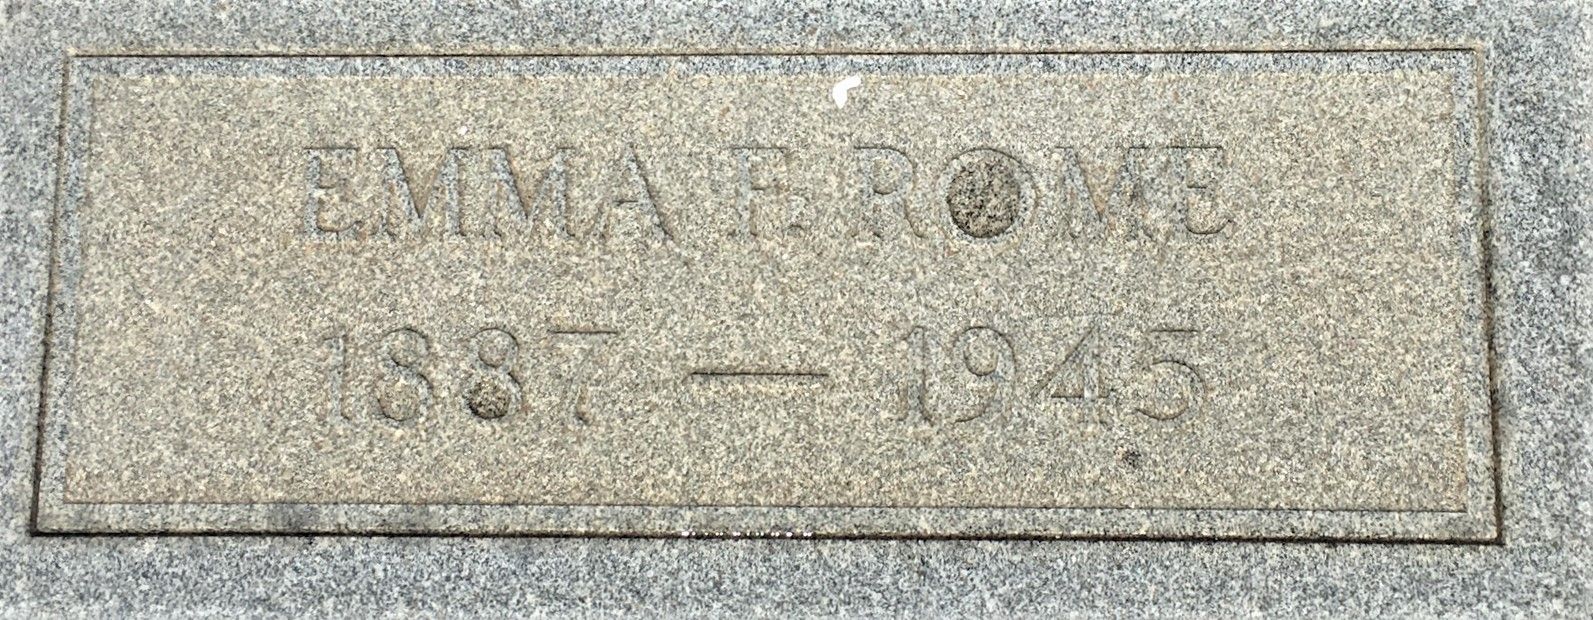 EMMA F. ROME
1887 — 1945